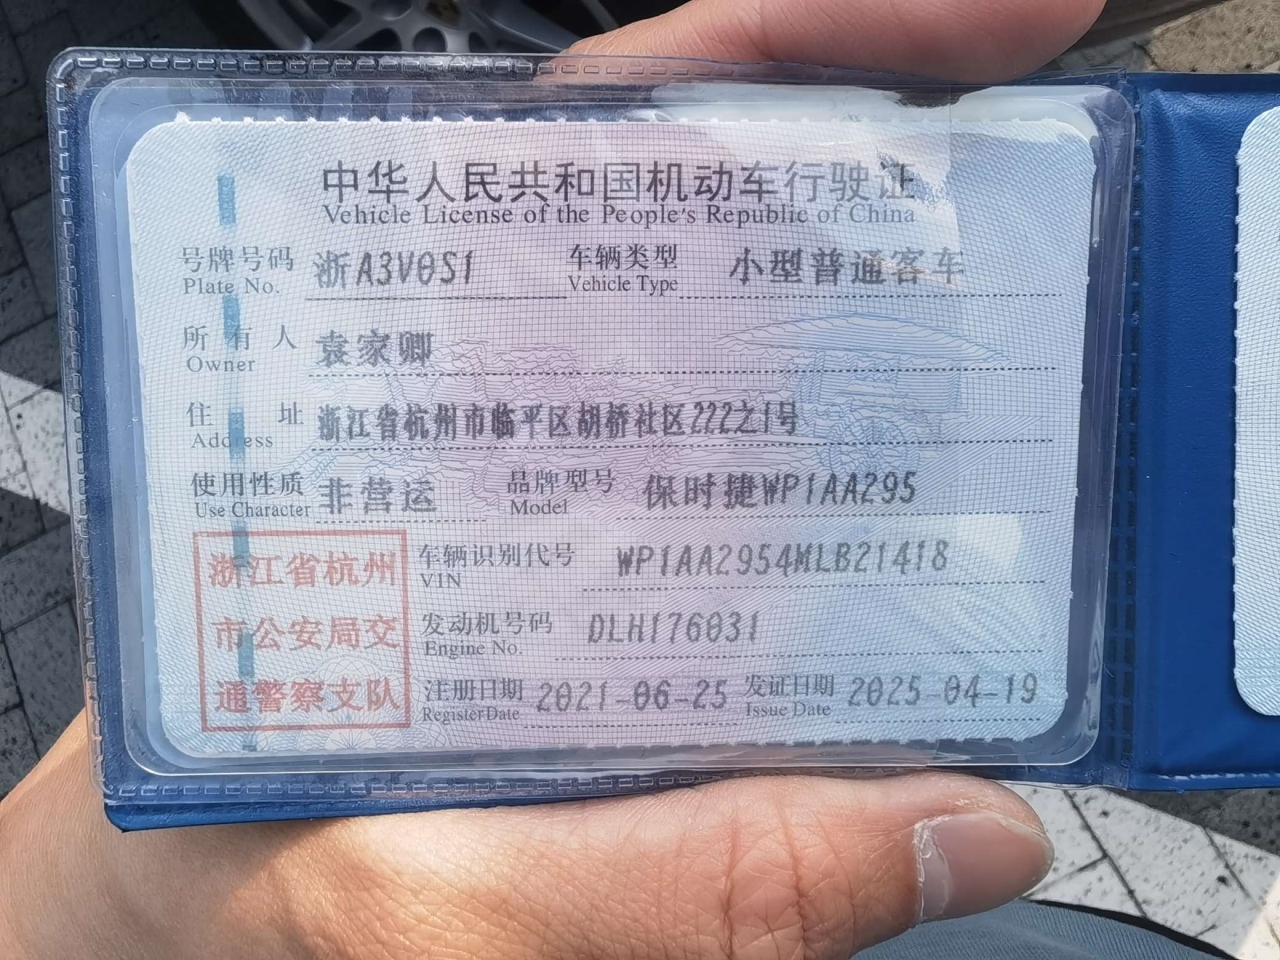 中华人民共和国机动车行驶证
Vehicle License of the People's Republic of China
号牌号码 浙A3V0S1 车辆类型 小型普通客车
Plate No. Vehicle Type
所有人 袁家卿
Owner
住址 浙江省杭州市临平区胡桥社区222之1号
Address
使用性质 非营运 品牌型号 保时捷WP1AA295
Use Character Model
浙江省杭州
市公安局交
通警察支队
车辆识别代号 WP1AA2954MLB21418
VIN
发动机号码 DLH176031
Engine No.
注册日期 2021-06-25 发证日期 2025-04-19
Register Date Issue Date